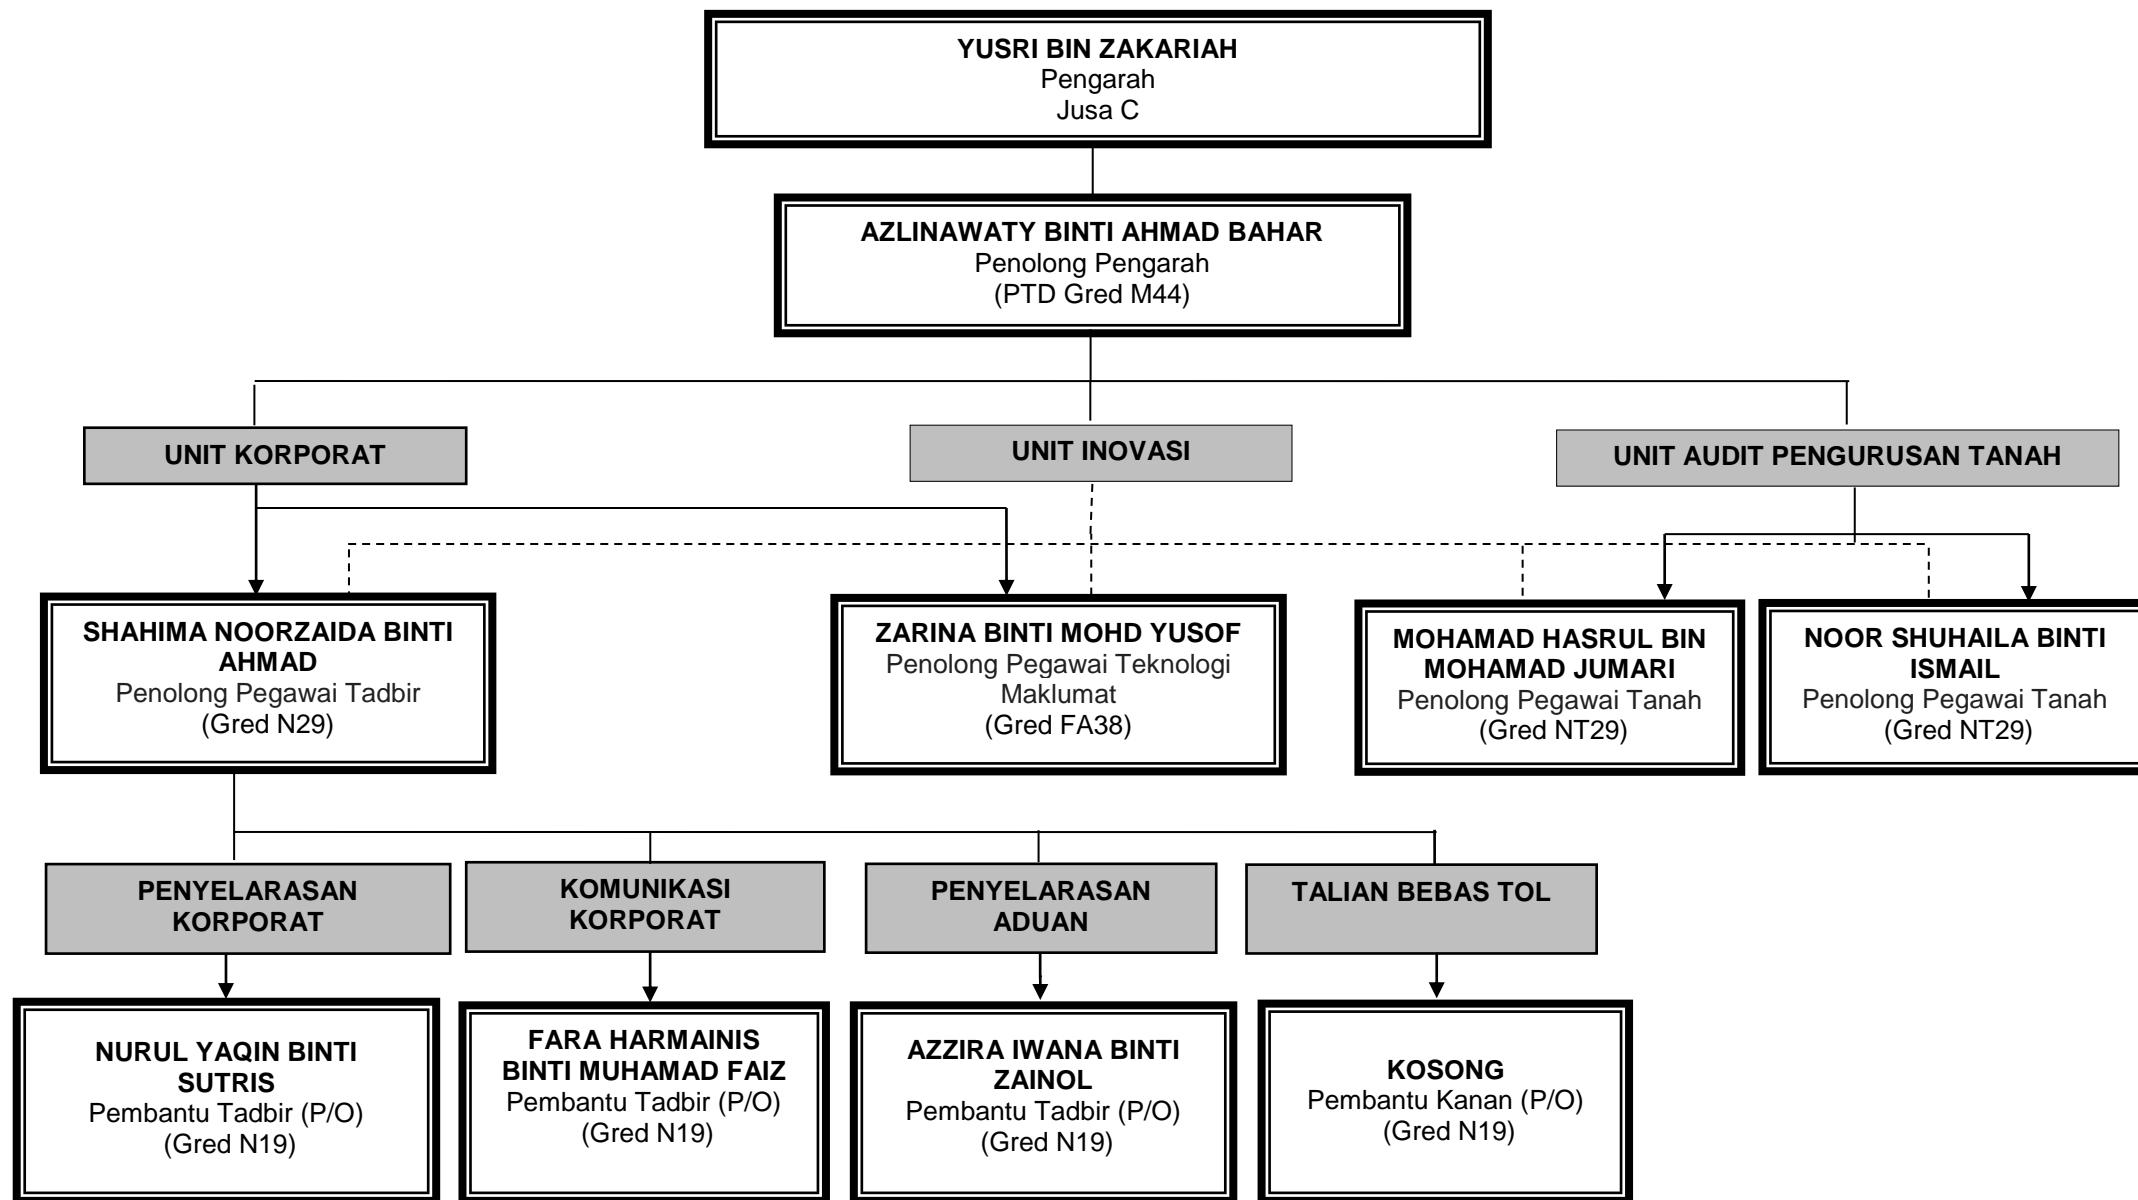 YUSRI BIN ZAKARIAH
Pengarah
Jusa C
AZLINAWATY BINTI AHMAD BAHAR
Penolong Pengarah
(PTD Gred M44)
UNIT KORPORAT
UNIT INOVASI
UNIT AUDIT PENGURUSAN TANAH
SHAHIMA NOORZAIDA BINTI
AHMAD
Penolong Pegawai Tadbir
(Gred N29)
ZARINA BINTI MOHD YUSOF
Penolong Pegawai Teknologi
Maklumat
(Gred FA38)
MOHAMAD HASRUL BIN
MOHAMAD JUMARI
Penolong Pegawai Tanah
(Gred NT29)
NOOR SHUHAILA BINTI
ISMAIL
Penolong Pegawai Tanah
(Gred NT29)
PENYELARASAN
KORPORAT
KOMUNIKASI
KORPORAT
PENYELARASAN
ADUAN
TALIAN BEBAS TOL
NURUL YAQIN BINTI
SUTRIS
Pembantu Tadbir (P/O)
(Gred N19)
FARA HARMAINIS
BINTI MUHAMAD FAIZ
Pembantu Tadbir (P/O)
(Gred N19)
AZZIRA IWANA BINTI
ZAINOL
Pembantu Tadbir (P/O)
(Gred N19)
KOSONG
Pembantu Kanan (P/O)
(Gred N19)